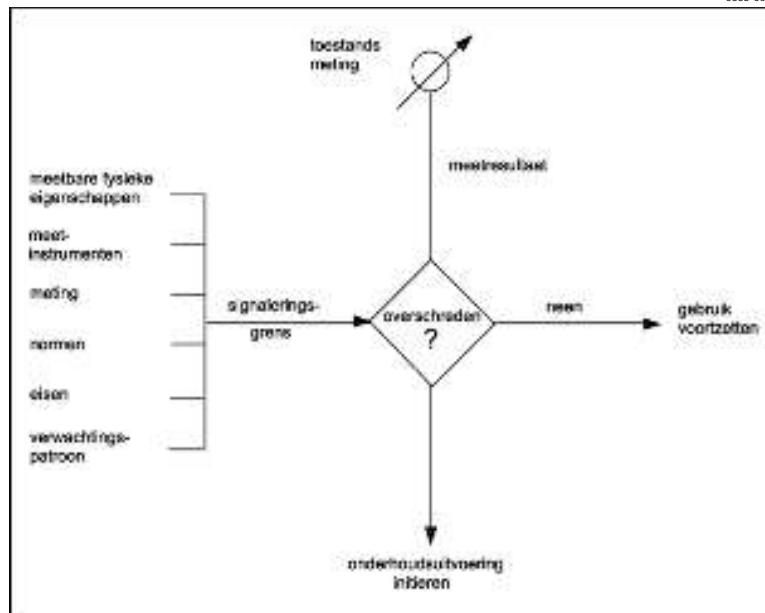 toestands
meting
meetresultaat
meetbare fysieke
eigenschappen
meet-
instrumenten
meting
normen
eisen
verwachtings-
patroon
signalerings-
grens
overschreden
?
neen
gebruik
voortzetten
onderhoudsuitvoering
initieren